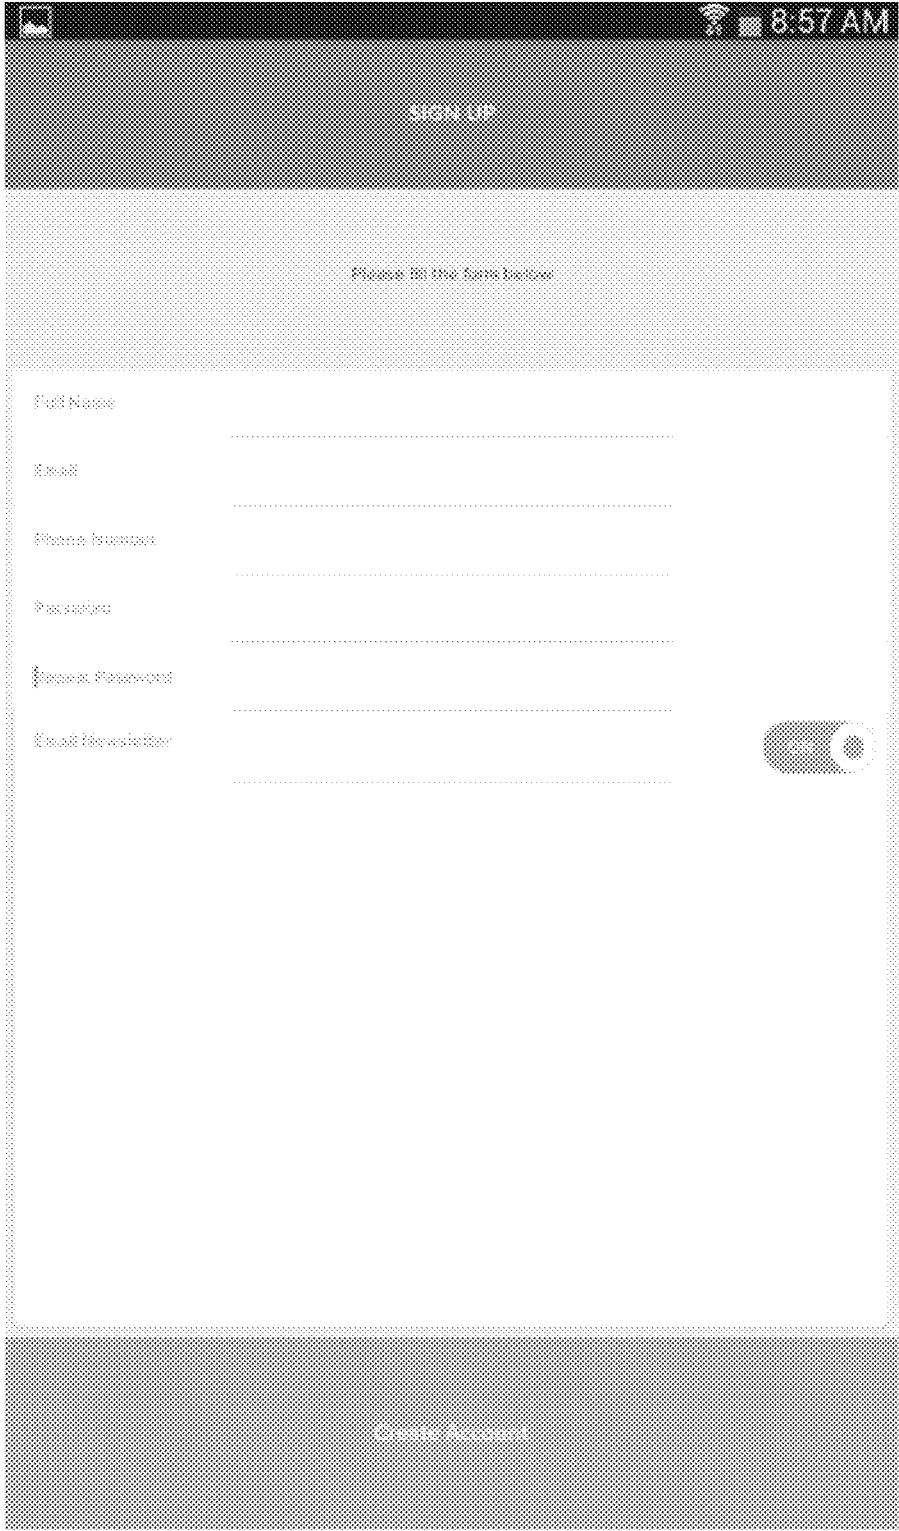 8:57 AM
SIGN UP
Please fill the form below
Full Name
Email
Phone Number
Password
Repeat Password
Email Newsletter
Create Account